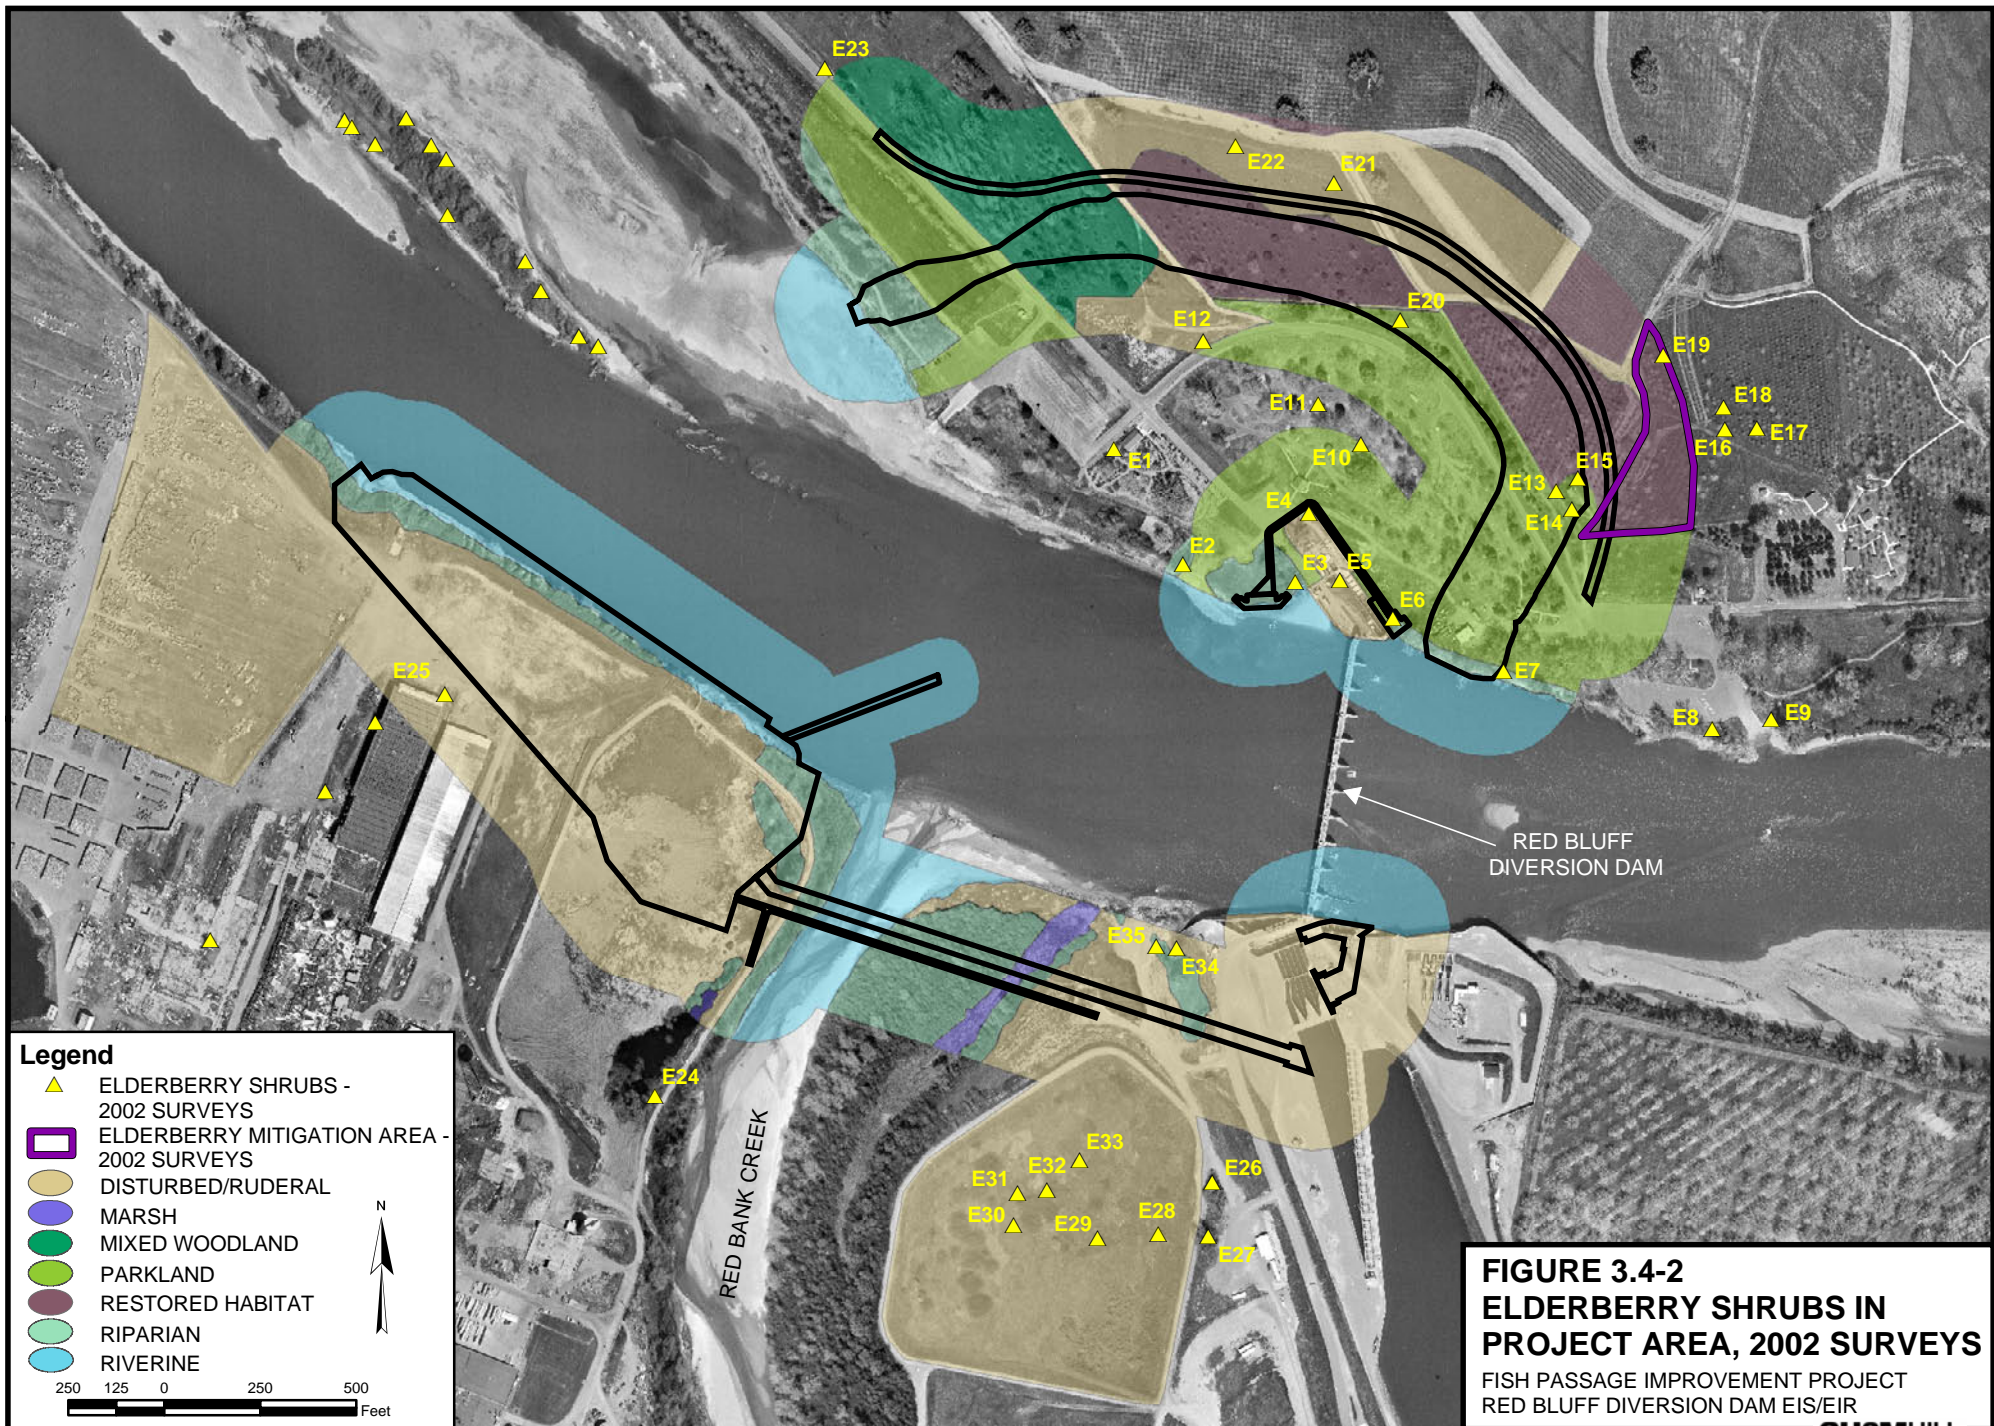 E23
E22
E21
E20
E12
E19
E18
E17
E16
E11
E10
E1
E15
E13
E14
E4
E2
E3
E5
E6
E7
E8
E9
E25
RED BLUFF
DIVERSION DAM
E35
E34
E24
RED BANK CREEK
E33
E32
E31
E30
E29
E28
E26
E27
Legend
ELDERBERRY SHRUBS -
2002 SURVEYS
ELDERBERRY MITIGATION AREA -
2002 SURVEYS
DISTURBED/RUDERAL
MARSH
MIXED WOODLAND
PARKLAND
RESTORED HABITAT
RIPARIAN
RIVERINE
N
250 125 0 250 500
Feet
FIGURE 3.4-2
ELDERBERRY SHRUBS IN
PROJECT AREA, 2002 SURVEYS
FISH PASSAGE IMPROVEMENT PROJECT
RED BLUFF DIVERSION DAM EIS/EIR